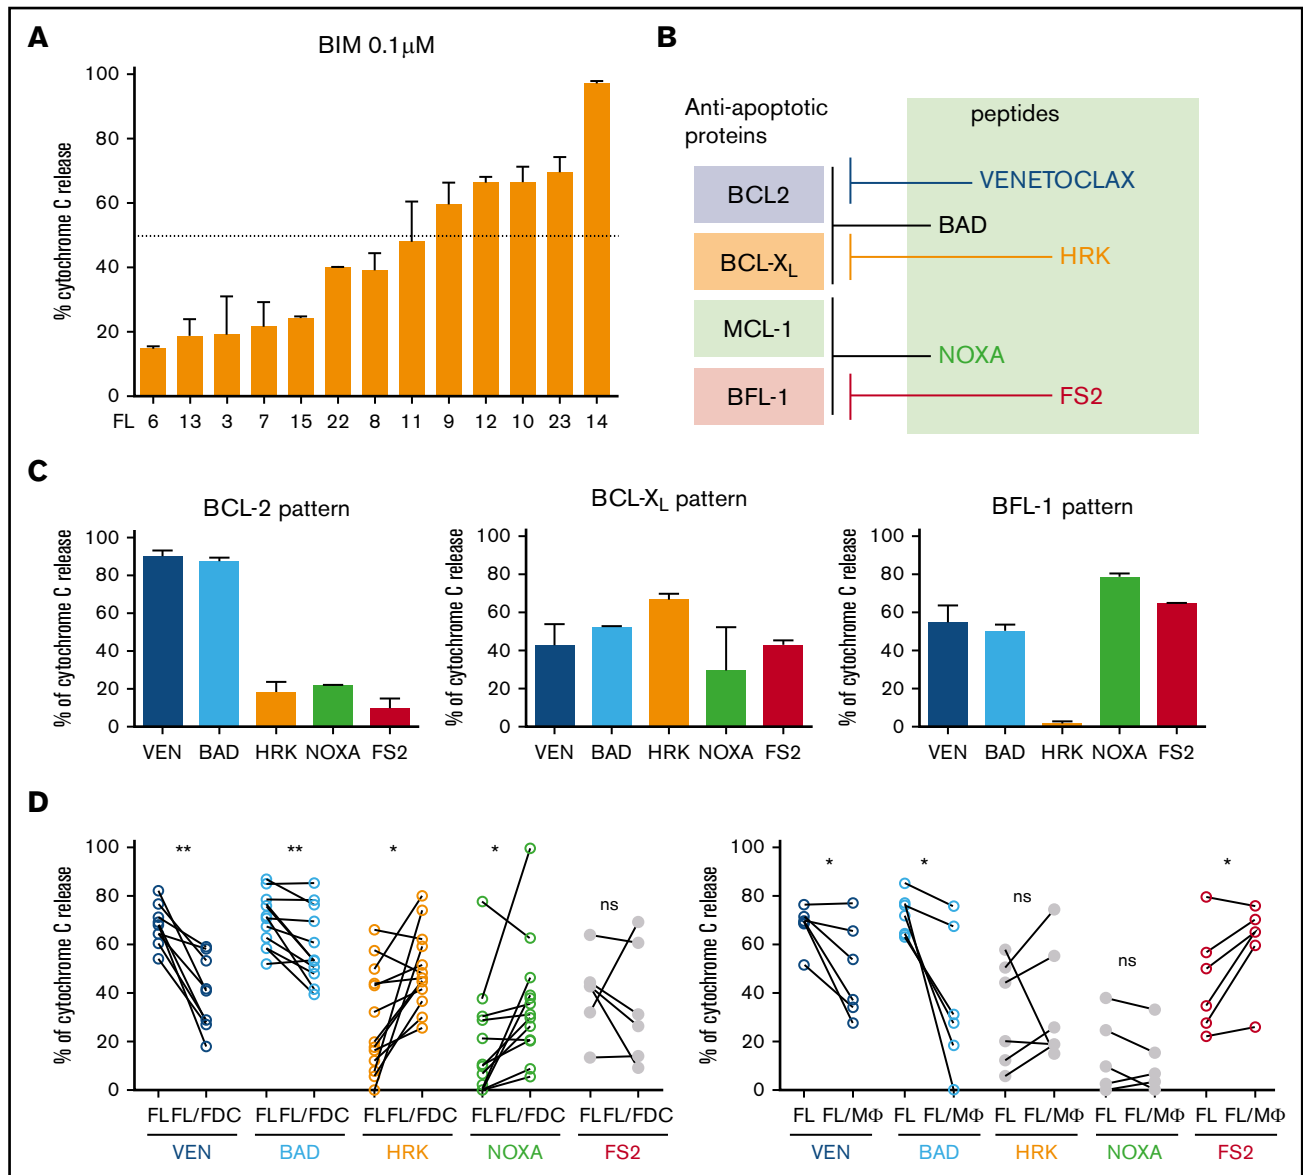 A
BIM 0.1μM
% cytochrome C release
100
80
60
40
20
0
FL 6 13 3 7 15 22 8 11 9 12 10 23 14
B
Anti-apoptotic
proteins
peptides
BCL2
BCL-XL
MCL-1
BFL-1
VENETOCLAX
BAD
HRK
NOXA
FS2
C
BCL-2 pattern
% of cytochrome C release
100
80
60
40
20
0
VEN BAD HRK NOXA FS2
BCL-XL pattern
% of cytochrome C release
100
80
60
40
20
0
VEN BAD HRK NOXA FS2
BFL-1 pattern
% of cytochrome C release
100
80
60
40
20
0
VEN BAD HRK NOXA FS2
D
% of cytochrome C release
100
80
60
40
20
0
** ** * * ns
FL FL/FDC FL FL/FDC FL FL/FDC FL FL/FDC FL FL/FDC
VEN BAD HRK NOXA FS2
% of cytochrome C release
100
80
60
40
20
0
* * ns ns *
FL FL/MΦ FL FL/MΦ FL FL/MΦ FL FL/MΦ FL FL/MΦ
VEN BAD HRK NOXA FS2